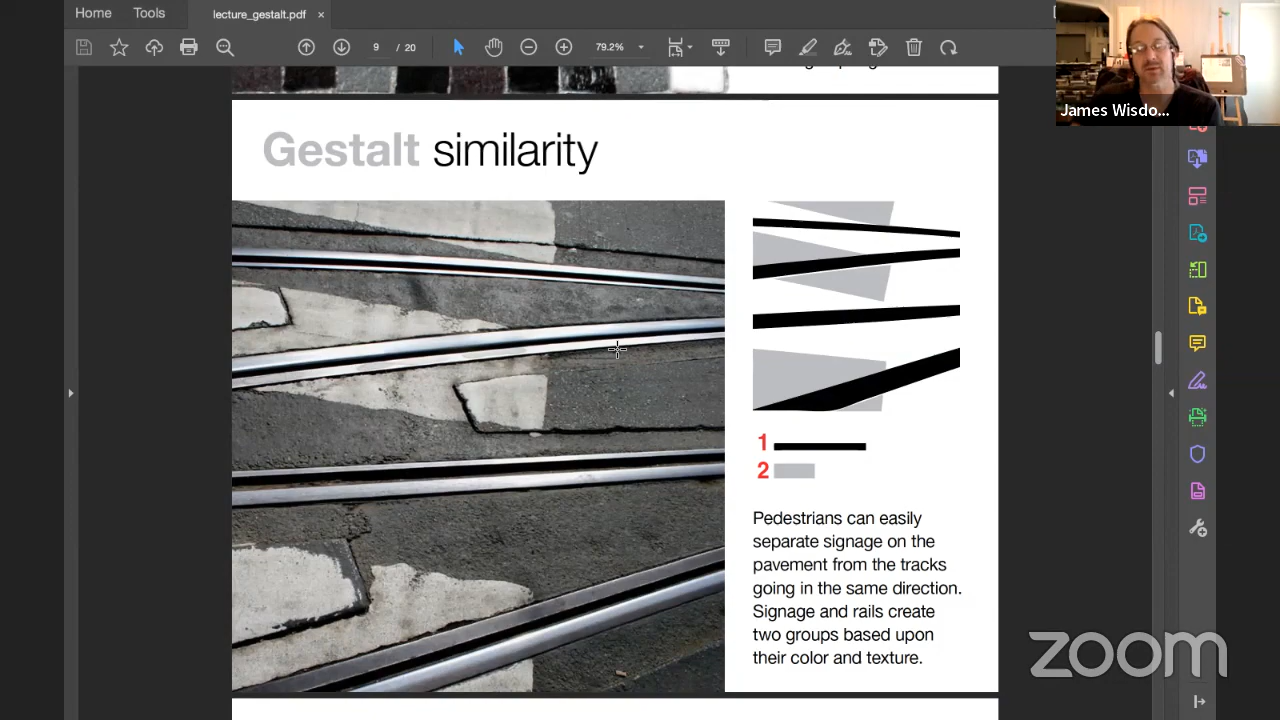 Home Tools lecture_gestalt.pdf ×
9 / 20 79.2%
James Wisdo...
Gestalt similarity
1
2
Pedestrians can easily
separate signage on the
pavement from the tracks
going in the same direction.
Signage and rails create
two groups based upon
their color and texture.
zoom